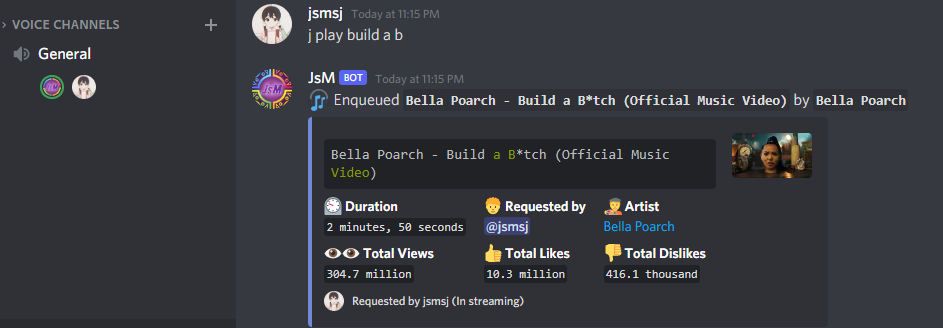 VOICE CHANNELS
General
jsmsj Today at 11:15 PM
j play build a b
JsM BOT Today at 11:15 PM
Enqueued Bella Poarch - Build a B*tch (Official Music Video) by Bella Poarch
Bella Poarch - Build a B*tch (Official Music
Video)
Duration Requested by Artist
2 minutes, 50 seconds @jsmsj Bella Poarch
Total Views Total Likes Total Dislikes
304.7 million 10.3 million 416.1 thousand
Requested by jsmsj (In streaming)